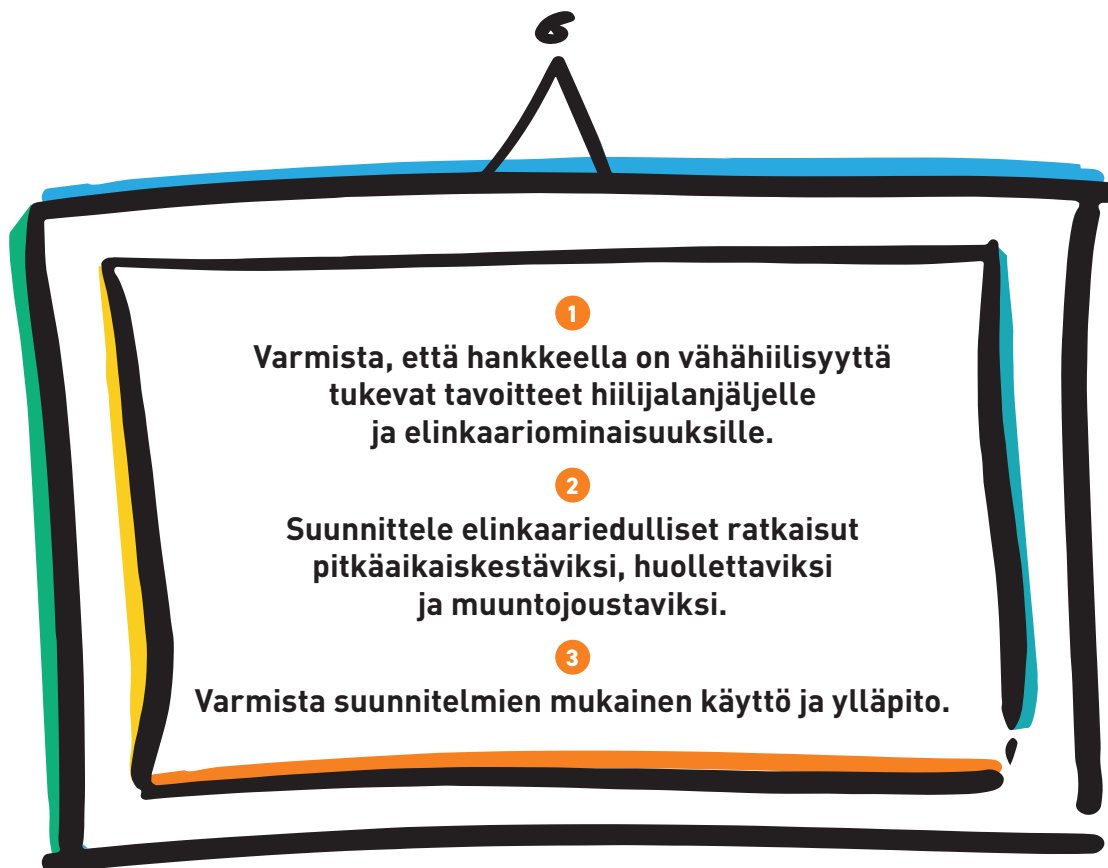 1
Varmista, että hankkeella on vähähiilisyyttä
tukevat tavoitteet hiilijalanjäljelle
ja elinkaariominaisuuksille.
2
Suunnittele elinkaariedulliset ratkaisut
pitkäaikaiskestäviksi, huollettaviksi
ja muuntojoustaviksi.
3
Varmista suunnitelmien mukainen käyttö ja ylläpito.